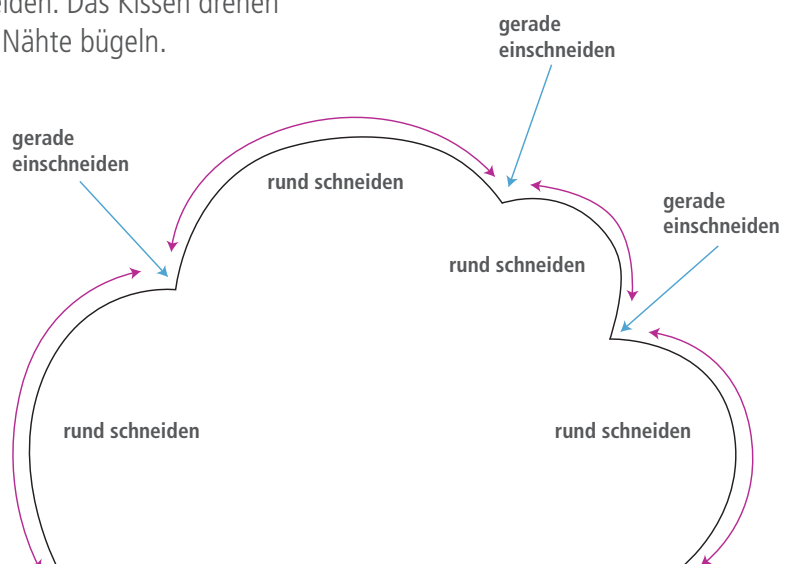 Das Kissen drehen
Nähte bügeln.
gerade
einschneiden
gerade
einschneiden
rund schneiden
gerade
einschneiden
rund schneiden
rund schneiden
rund schneiden